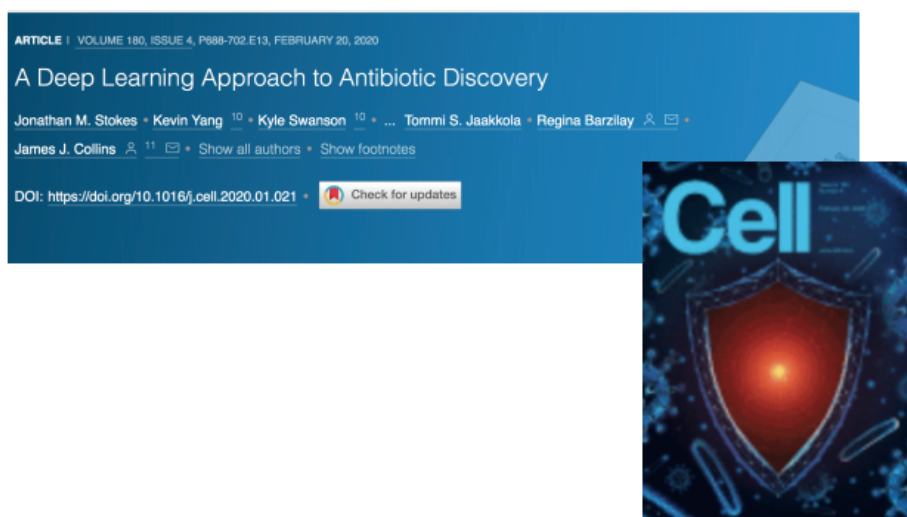 ARTICLE | VOLUME 180, ISSUE 4, P688-702.E13, FEBRUARY 20, 2020
A Deep Learning Approach to Antibiotic Discovery
Jonathan M. Stokes • Kevin Yang 10 • Kyle Swanson 10 • ... Tommi S. Jaakkola • Regina Barzilay •
James J. Collins 11 • Show all authors • Show footnotes
DOI: https://doi.org/10.1016/j.cell.2020.01.021 • Check for updates
Cell